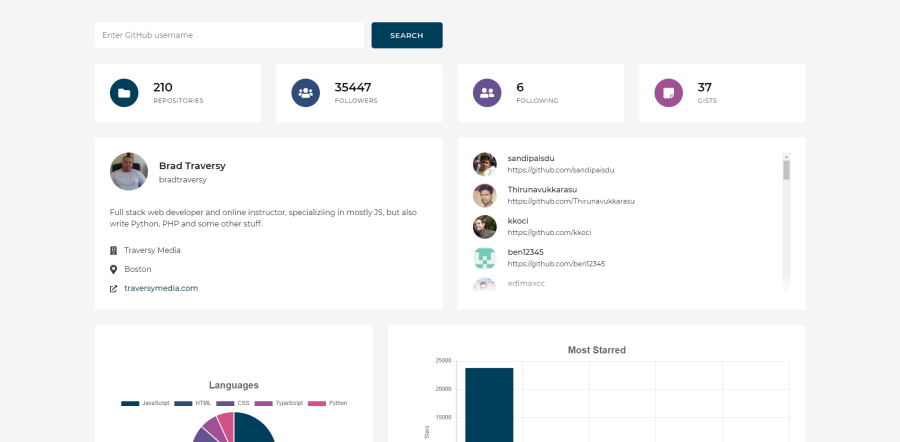 Enter GitHub username
SEARCH
210
REPOSITORIES
35447
FOLLOWERS
6
FOLLOWING
37
GISTS
Brad Traversy
bradtraversy
Full stack web developer and online instructor, specializiing in mostly JS, but also
write Python, PHP and some other stuff.
Traversy Media
Boston
traversymedia.com
sandipaisdu
https://github.com/sandipaisdu
Thirunavukkarasu
https://github.com/Thirunavukkarasu
kkoci
https://github.com/kkoci
ben12345
https://github.com/ben12345
edlmaxcc
Languages
JavaScript HTML CSS TypeScript Python
Most Starred
25000
20000
15000
Stars